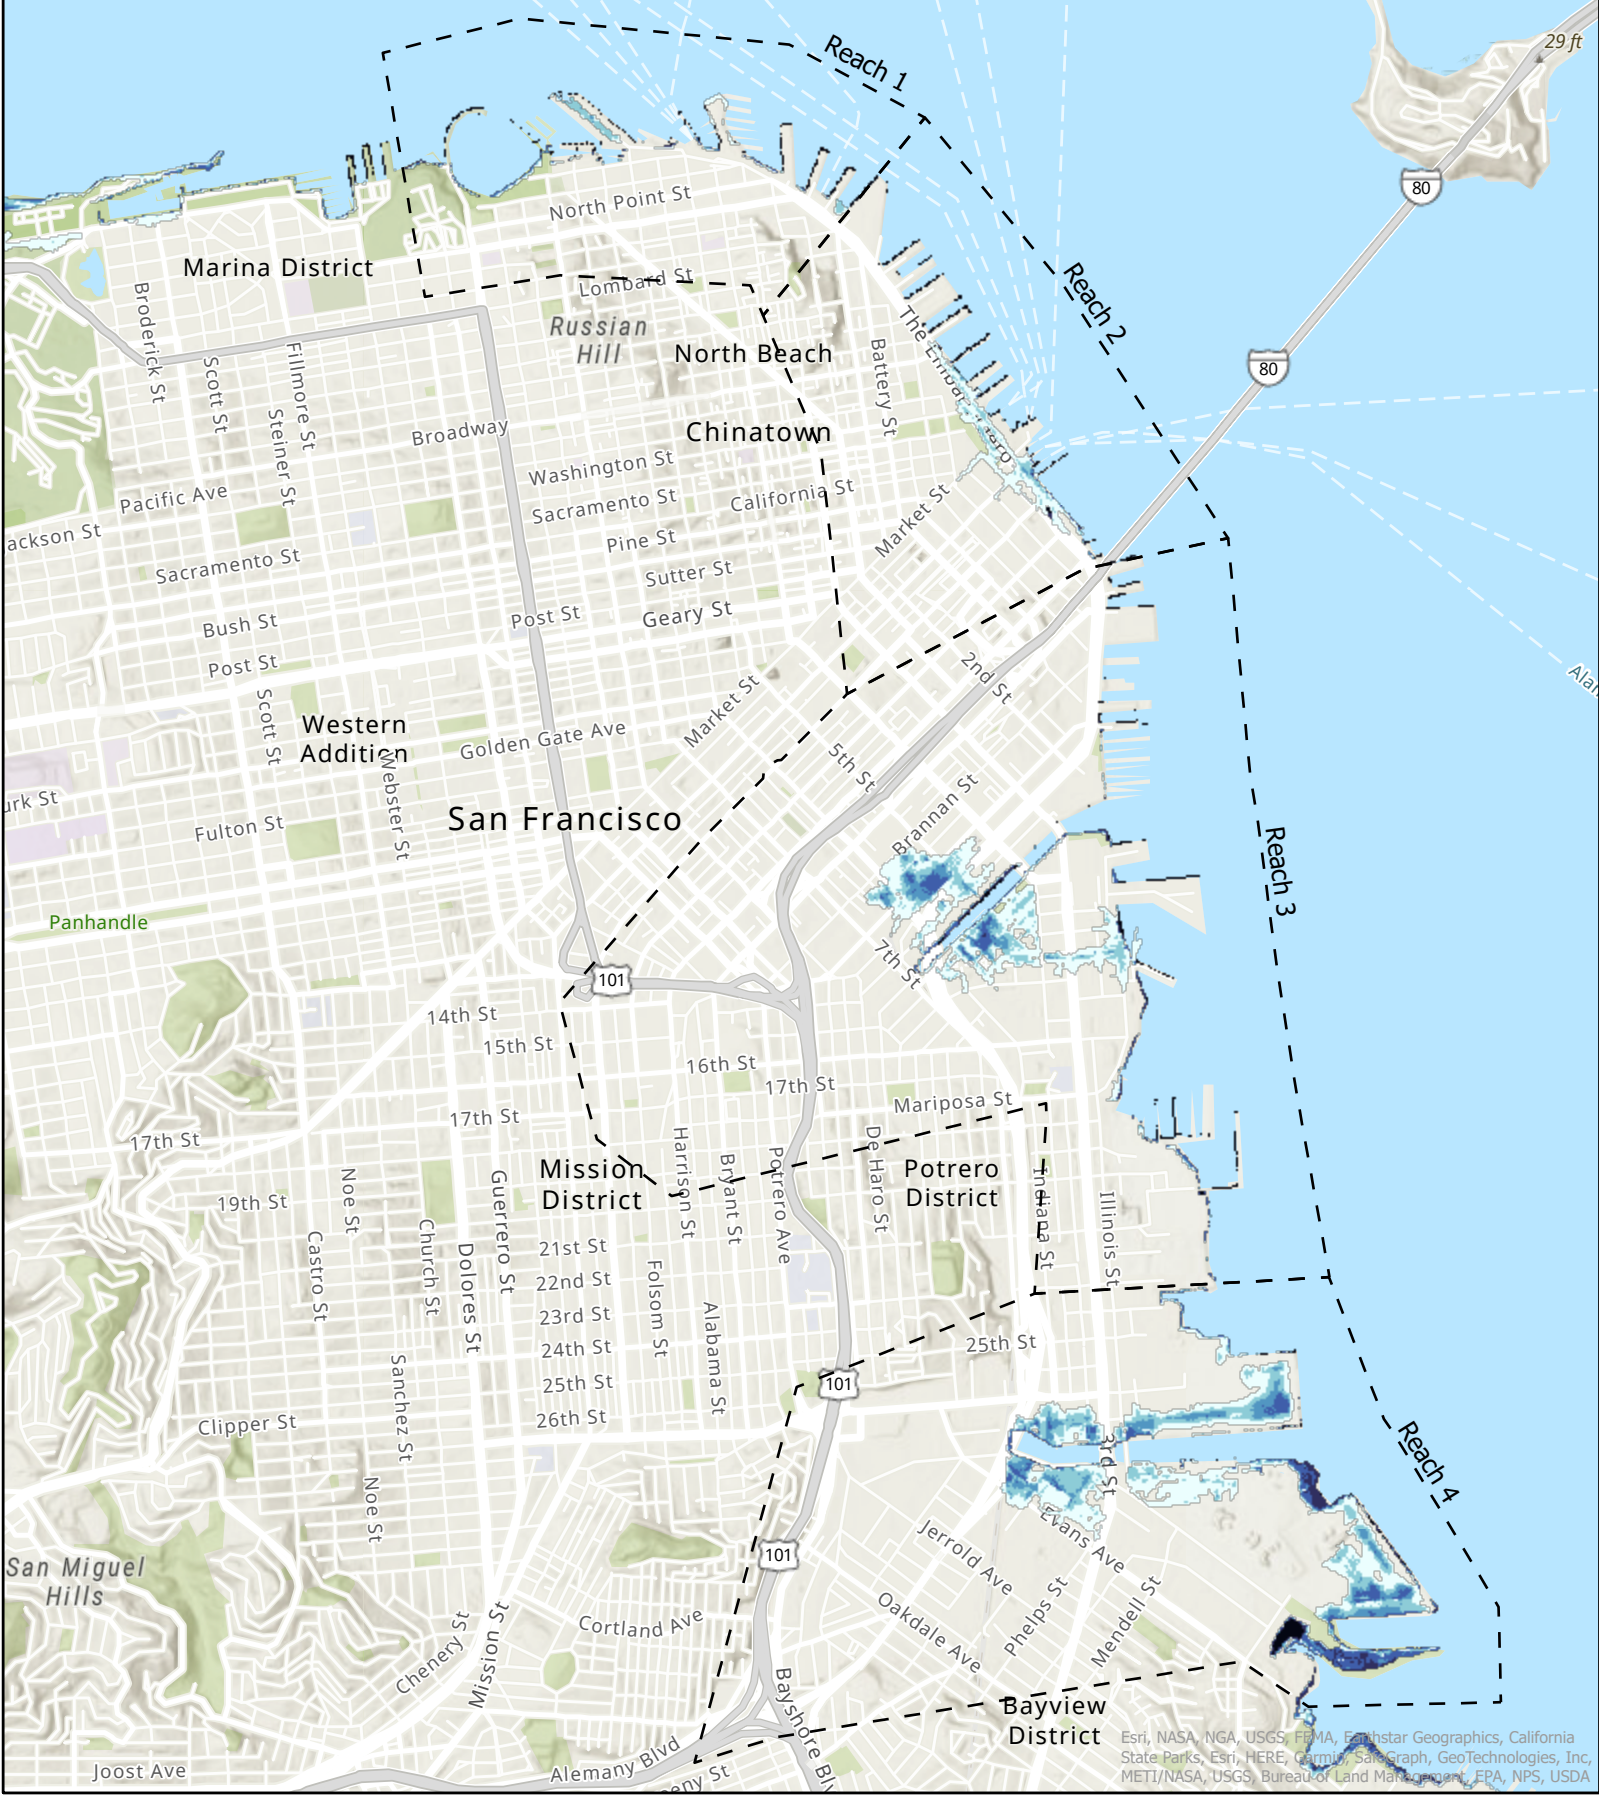 29 ft
Reach 1
80
North Point St
Marina District
Lombard St
Reach 2
Broderick St
Russian
Hill
North Beach
The Embarcadero
Battery St
80
Scott St
Fillmore St
Steiner St
Broadway
Chinatown
Washington St
Pacific Ave
Sacramento St
California St
Market St
ackson St
Pine St
Sacramento St
Sutter St
Bush St
Post St
Geary St
Post St
2nd St
Alan
Scott St
Market St
Western
Addition
Golden Gate Ave
5th St
Webster St
urk St
Fulton St
San Francisco
Brannan St
Reach 3
Panhandle
7th St
101
14th St
15th St
16th St
17th St
17th St
Mariposa St
17th St
Mission
District
Harrison St
Bryant St
Potrero Ave
De Haro St
Potrero
District
Indiana St
Illinois St
19th St
Noe St
Guerrero St
Castro St
Church St
Dolores St
21st St
22nd St
23rd St
24th St
25th St
26th St
Folsom St
Alabama St
25th St
101
Sanchez St
Clipper St
3rd St
Reach 4
Noe St
Evans Ave
Jerrold Ave
101
San Miguel
Hills
Cortland Ave
Oakdale Ave
Phelps St
Mendell St
Chenery St
Mission St
Bayshore Blv
Bayview
District
Alemany Blvd
eny St
Joost Ave
Esri, NASA, NGA, USGS, FEMA, Earthstar Geographics, California
State Parks, Esri, HERE, Garmin, SafeGraph, GeoTechnologies, Inc,
METI/NASA, USGS, Bureau of Land Management, EPA, NPS, USDA